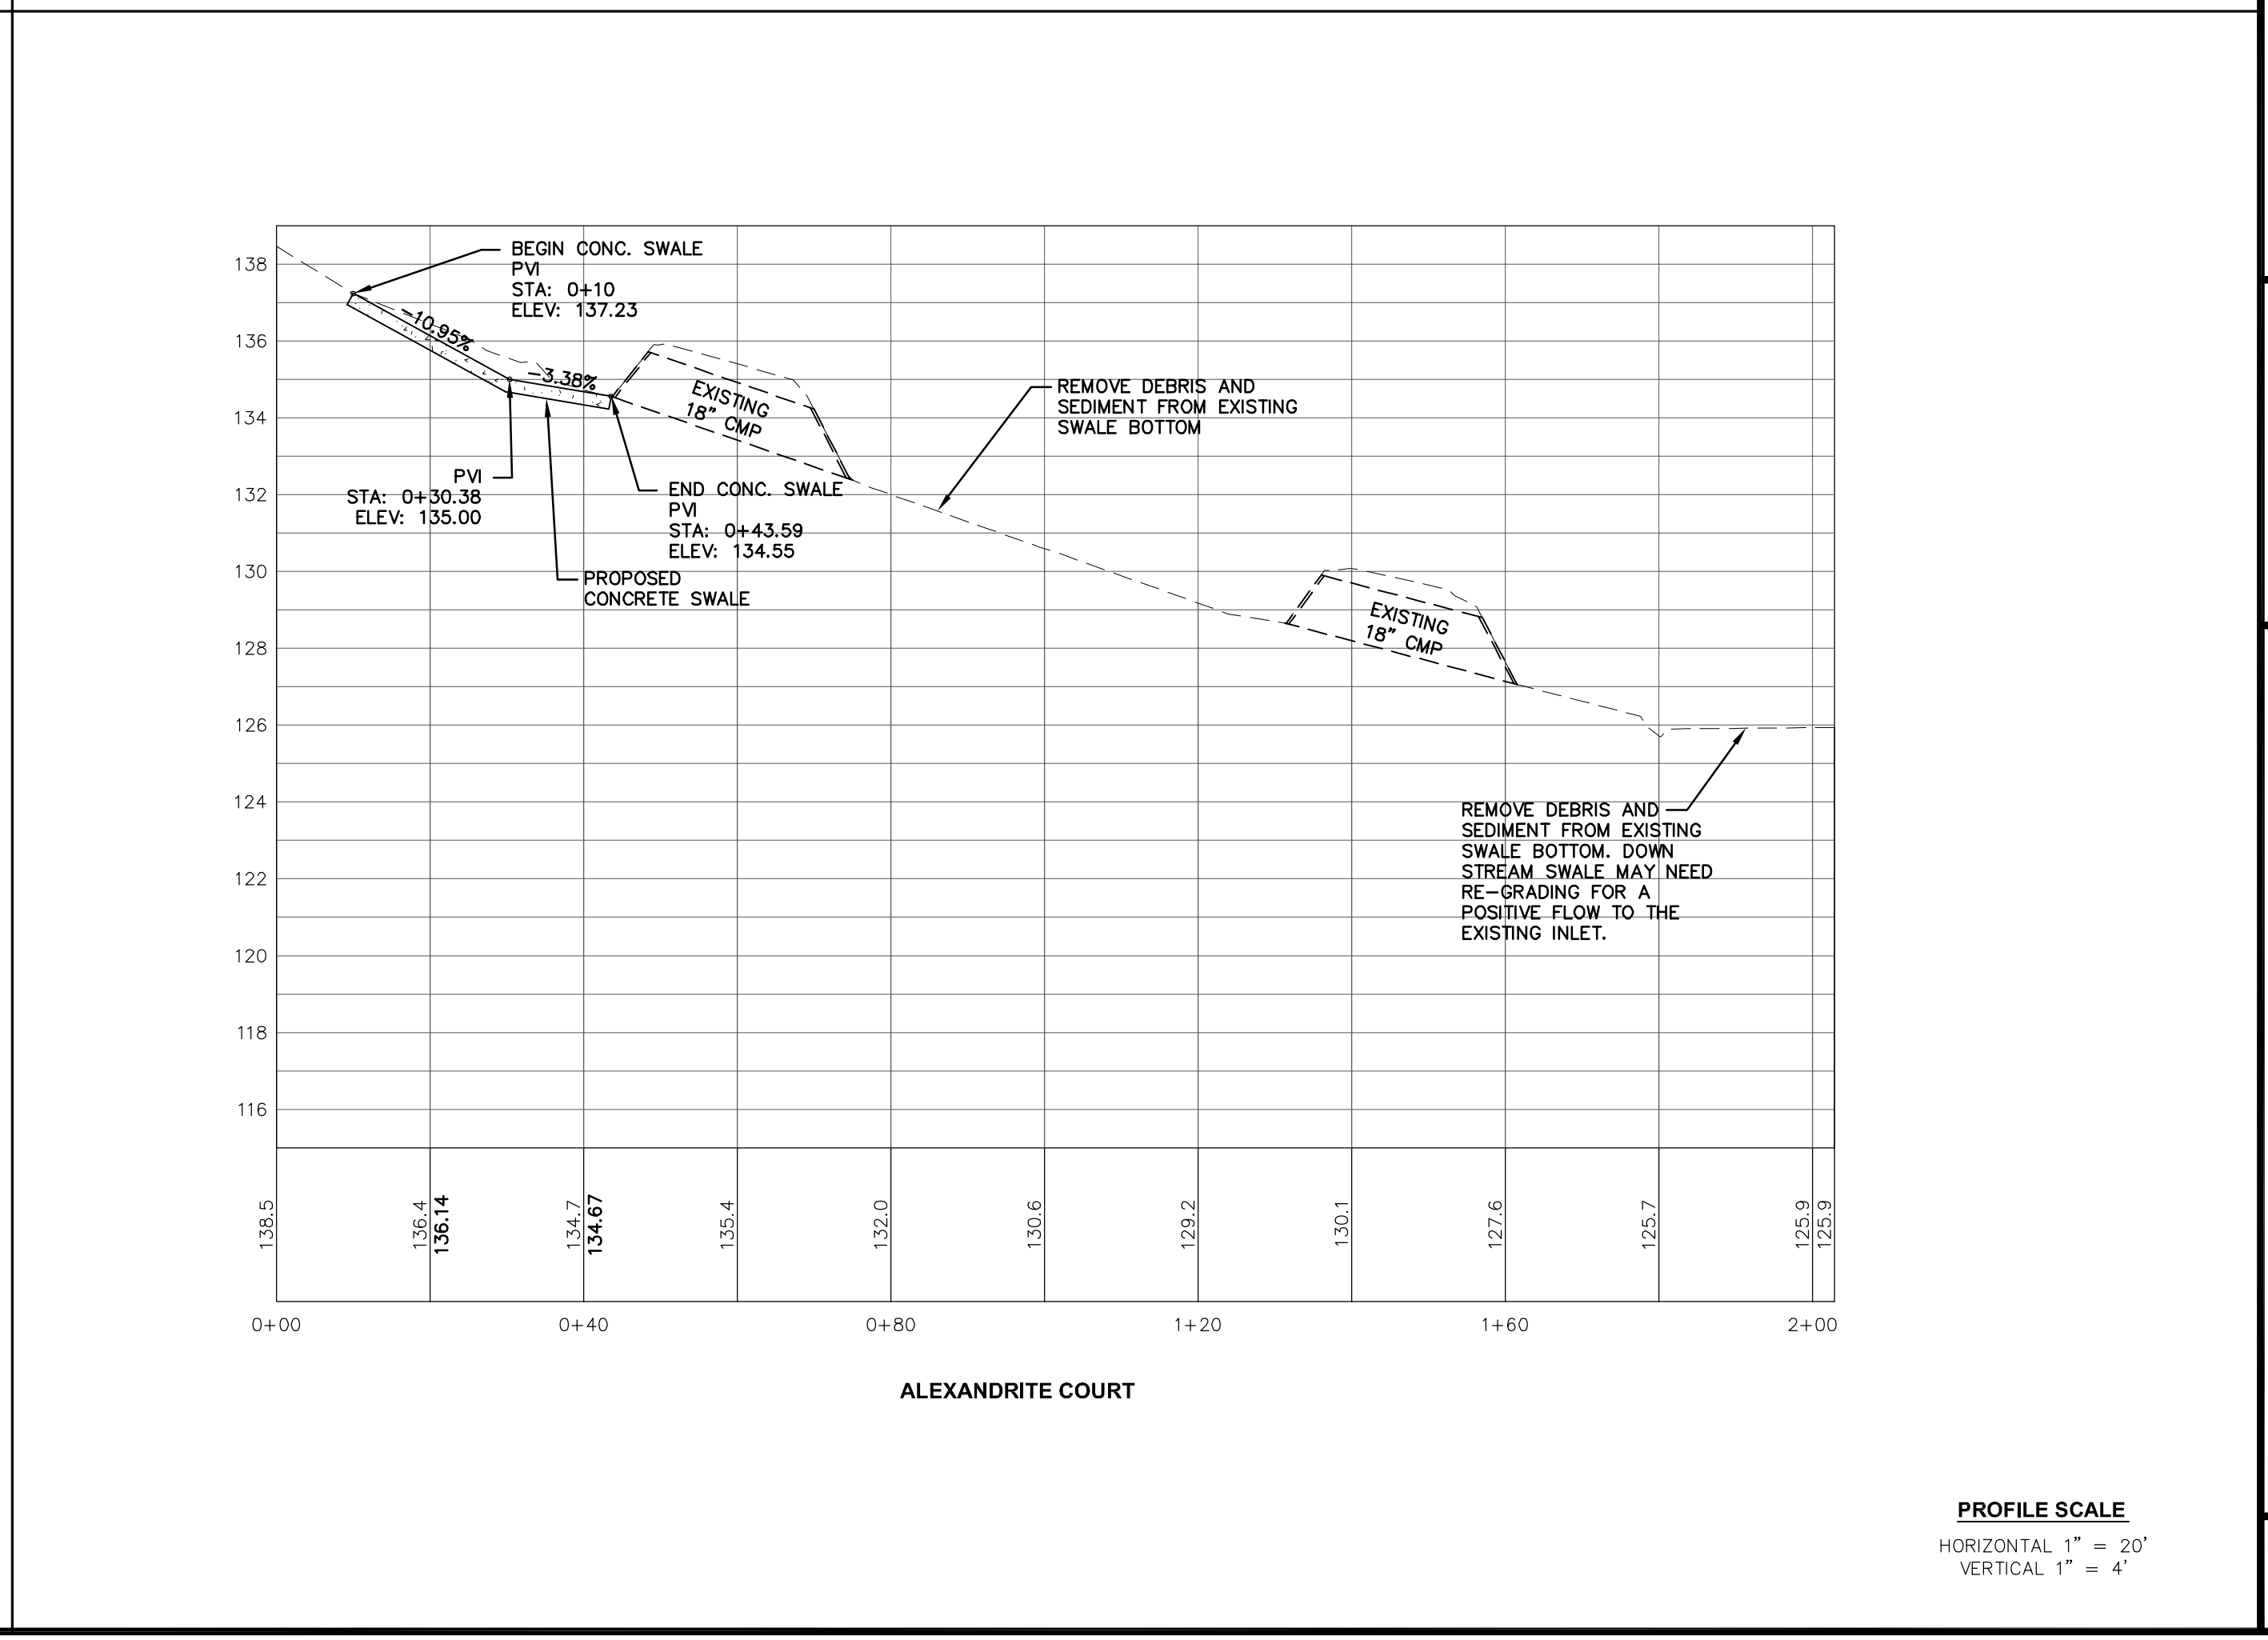 BEGIN CONC. SWALE
PVI
STA: 0+10
ELEV: 137.23
138
136
134
132
130
128
126
124
122
120
118
116
-10.95%
-3.38%
EXISTING
18" CMP
REMOVE DEBRIS AND
SEDIMENT FROM EXISTING
SWALE BOTTOM
PVI
STA: 0+30.38
ELEV: 135.00
END CONC. SWALE
PVI
STA: 0+43.59
ELEV: 134.55
PROPOSED
CONCRETE SWALE
EXISTING
18" CMP
REMOVE DEBRIS AND
SEDIMENT FROM EXISTING
SWALE BOTTOM. DOWN
STREAM SWALE MAY NEED
RE-GRADING FOR A
POSITIVE FLOW TO THE
EXISTING INLET.
138.5
136.4
136.14
134.7
134.67
135.4
132.0
130.6
129.2
130.1
127.6
125.7
125.9
125.9
0+00
0+40
0+80
1+20
1+60
2+00
ALEXANDRITE COURT
PROFILE SCALE
HORIZONTAL 1" = 20'
VERTICAL 1" = 4'